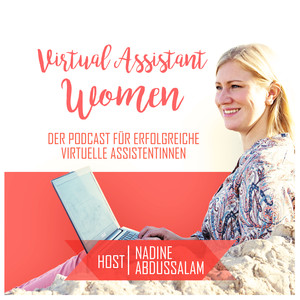 Virtual Assistant
Women
DER PODCAST FÜR ERFOLGREICHE
VIRTUELLE ASSISTENTINNEN
HOST
NADINE
ABDUSSALAM